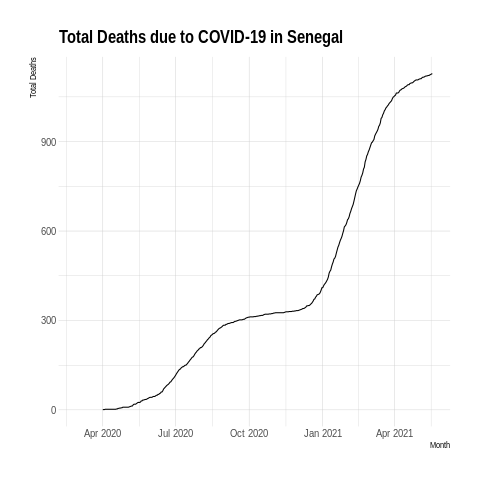 Total Deaths due to COVID-19 in Senegal
Total Deaths
900
600
300
0
Apr 2020 Jul 2020 Oct 2020 Jan 2021 Apr 2021
Month